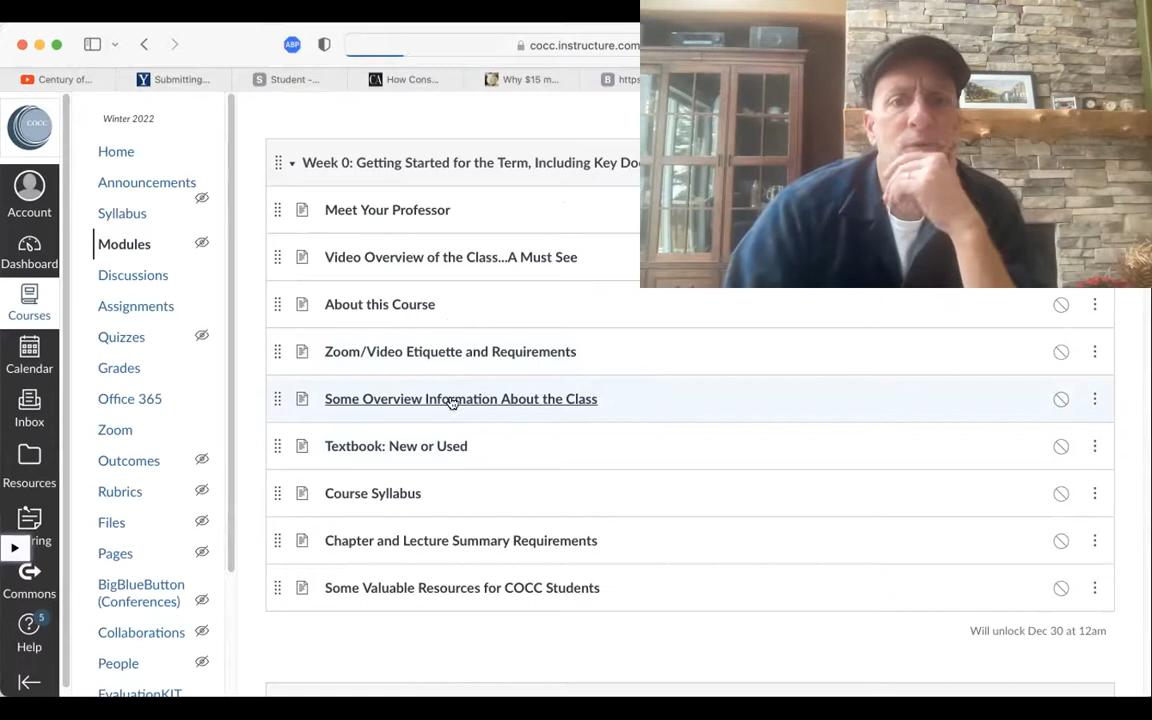 ABP
cocc.instructure.com
Century of...
Submitting...
S Student -...
CA How Cons...
Why $15 m...
B https
COCC
Winter 2022
Home
Announcements
Syllabus
Modules
Discussions
Assignments
Quizzes
Grades
Office 365
Zoom
Outcomes
Rubrics
Files
Pages
BigBlueButton
(Conferences)
Collaborations
People
EvaluationKIT
Account
Dashboard
Courses
Calendar
Inbox
Resources
ring
Commons
5
Help
Week 0: Getting Started for the Term, Including Key Do
Meet Your Professor
Video Overview of the Class...A Must See
About this Course
Zoom/Video Etiquette and Requirements
Some Overview Information About the Class
Textbook: New or Used
Course Syllabus
Chapter and Lecture Summary Requirements
Some Valuable Resources for COCC Students
Will unlock Dec 30 at 12am